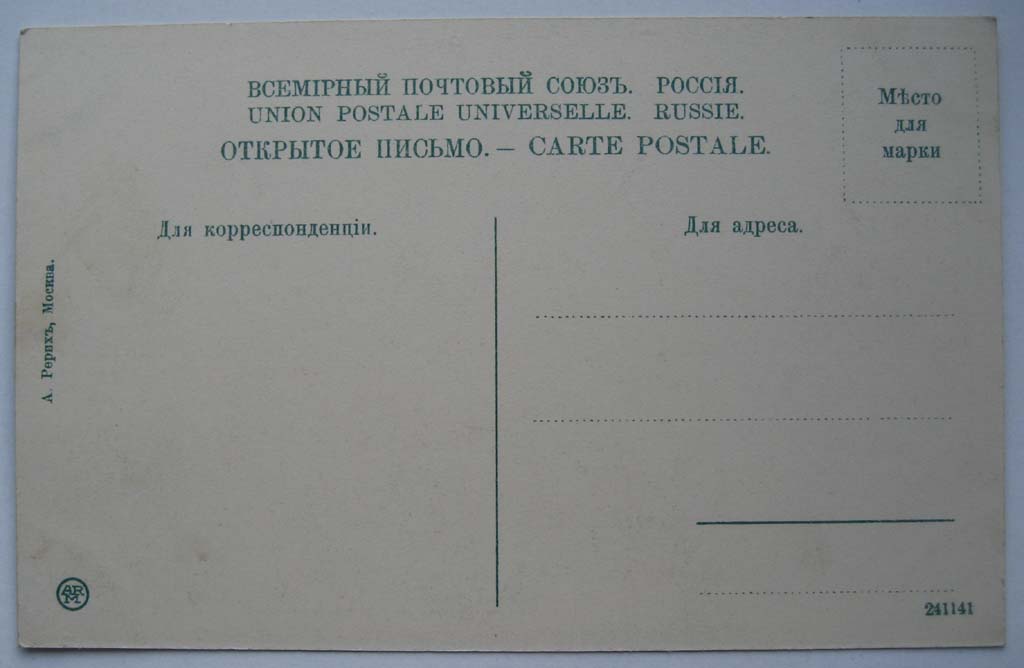 ВСЕМІРНЫЙ ПОЧТОВЫЙ СОЮЗЪ. РОССІЯ.
UNION POSTALE UNIVERSELLE. RUSSIE.
ОТКРЫТОЕ ПИСЬМО. — CARTE POSTALE.
Мѣсто
для
марки
Для корреспонденціи.
Для адреса.
А. Рерихъ, Москва.
ARM
241141